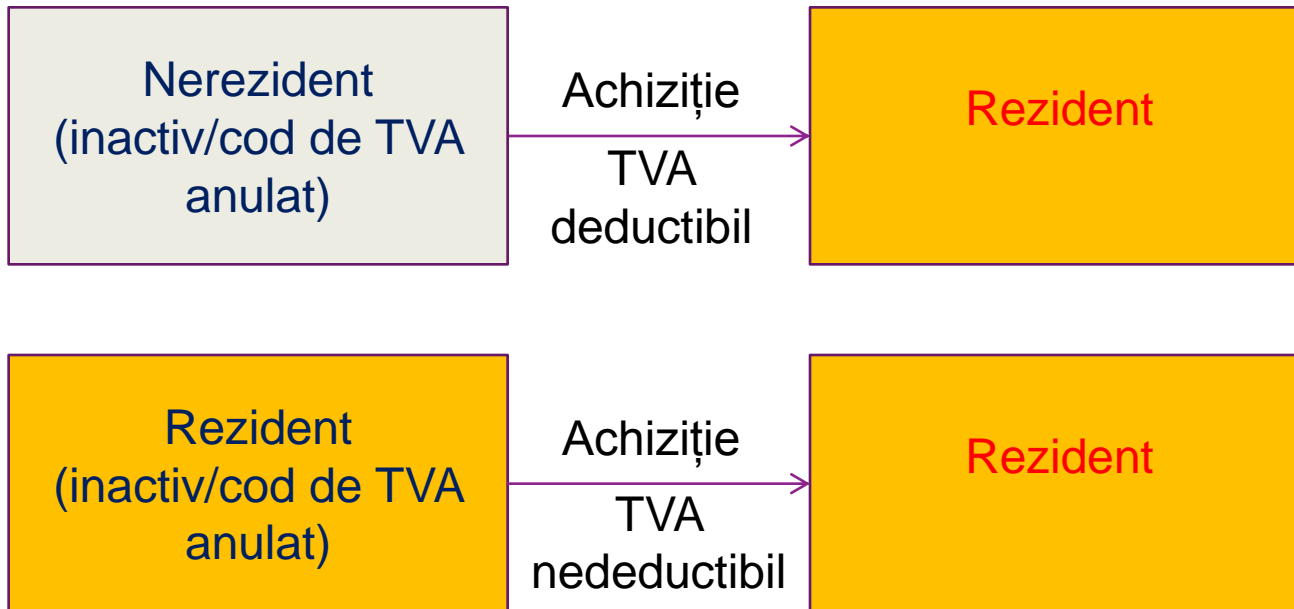 Nerezident
(inactiv/cod de TVA
anulat)
Achiziție
TVA
deductibil
Rezident
Rezident
(inactiv/cod de TVA
anulat)
Achiziție
TVA
nedeductibil
Rezident